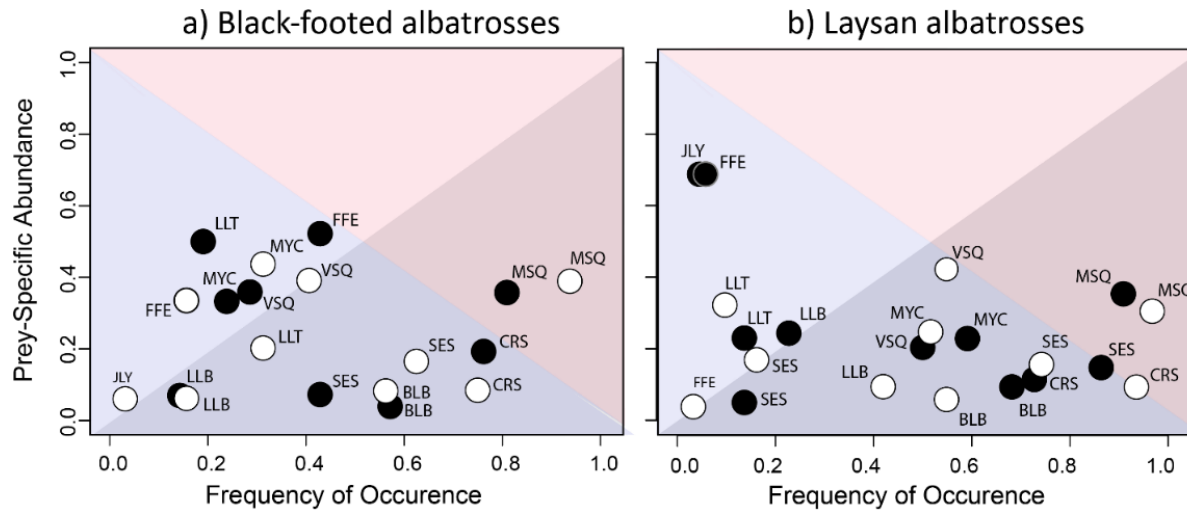 a) Black-footed albatrosses
b) Laysan albatrosses
Prey-Specific Abundance
1.0
0.8
0.6
0.4
0.2
0.0
LLT
FFE
MYC
MYC
VSQ
VSQ
FFE
MSQ
MSQ
LLT
SES
CRS
JLY
LLB
LLB
SES
BLB
BLB
CRS
0.0 0.2 0.4 0.6 0.8 1.0
Frequency of Occurence
JLY
FFE
VSQ
MSQ
MSQ
LLT
LLT
LLB
MYC
MYC
VSQ
SES
SES
SES
SES
LLB
CRS
CRS
FFE
BLB
BLB
0.0 0.2 0.4 0.6 0.8 1.0
Frequency of Occurence